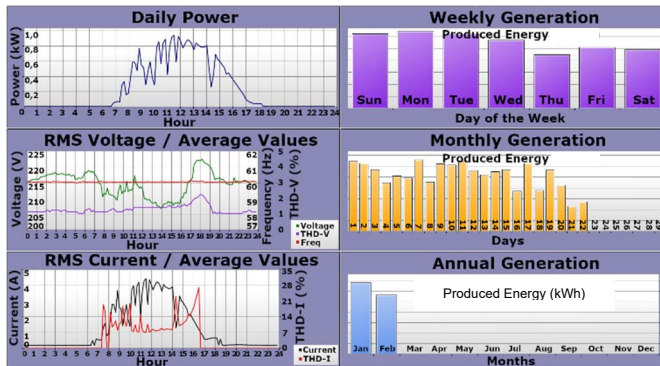 Daily Power
Power (kW)
1,0
0,8
0,6
0,4
0,2
0 1 2 3 4 5 6 7 8 9 10 11 12 13 14 15 16 17 18 19 20 21 22 23 24
Hour
Weekly Generation
Produced Energy
Sun Mon Tue Wed Thu Fri Sat
Day of the Week
RMS Voltage / Average Values
Voltage (V)
225
220
215
210
205
200
62
61
60
59
58
57
Frequency (Hz)
5
4
3
2
1
0
THD-V (%)
0 1 2 3 4 5 6 7 8 9 10 11 12 13 14 15 16 17 18 19 20 21 22 23 24
Hour
Voltage
THD-V
Freq
Monthly Generation
Produced Energy
1 2 3 4 5 6 7 8 9 10 11 12 13 14 15 16 17 18 19 20 21 22 23 24 25 26 27 28 29
Days
RMS Current / Average Values
Current (A)
5
4
3
2
1
0
35
28
21
14
7
0
THD-I (%)
0 1 2 3 4 5 6 7 8 9 10 11 12 13 14 15 16 17 18 19 20 21 22 23 24
Hour
Current
THD-I
Annual Generation
Produced Energy (kWh)
Jan Feb Mar Apr May Jun Jul Aug Sep Oct Nov Dec
Months